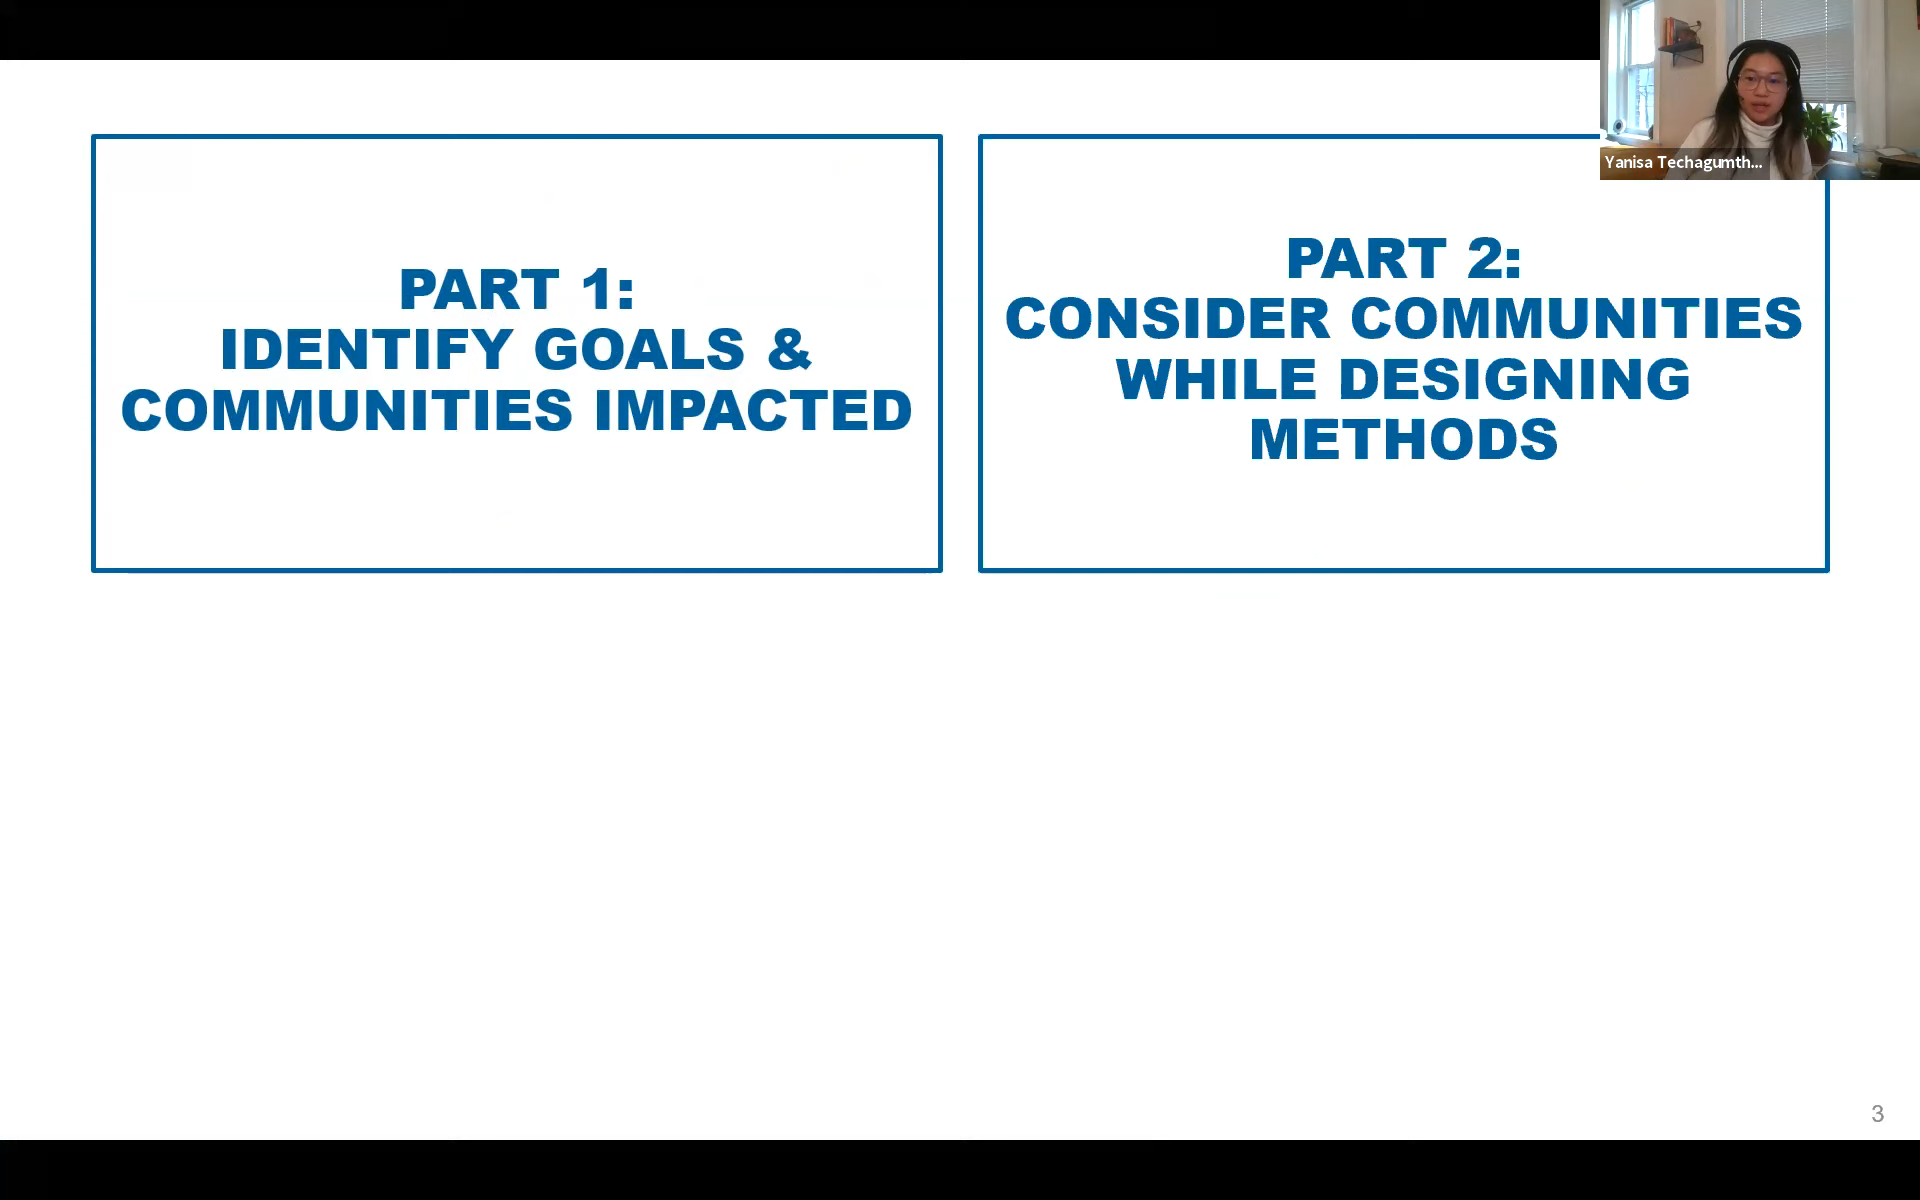 PART 1:
IDENTIFY GOALS &
COMMUNITIES IMPACTED
PART 2:
CONSIDER COMMUNITIES
WHILE DESIGNING
METHODS
Yanisa Techagumth...
3